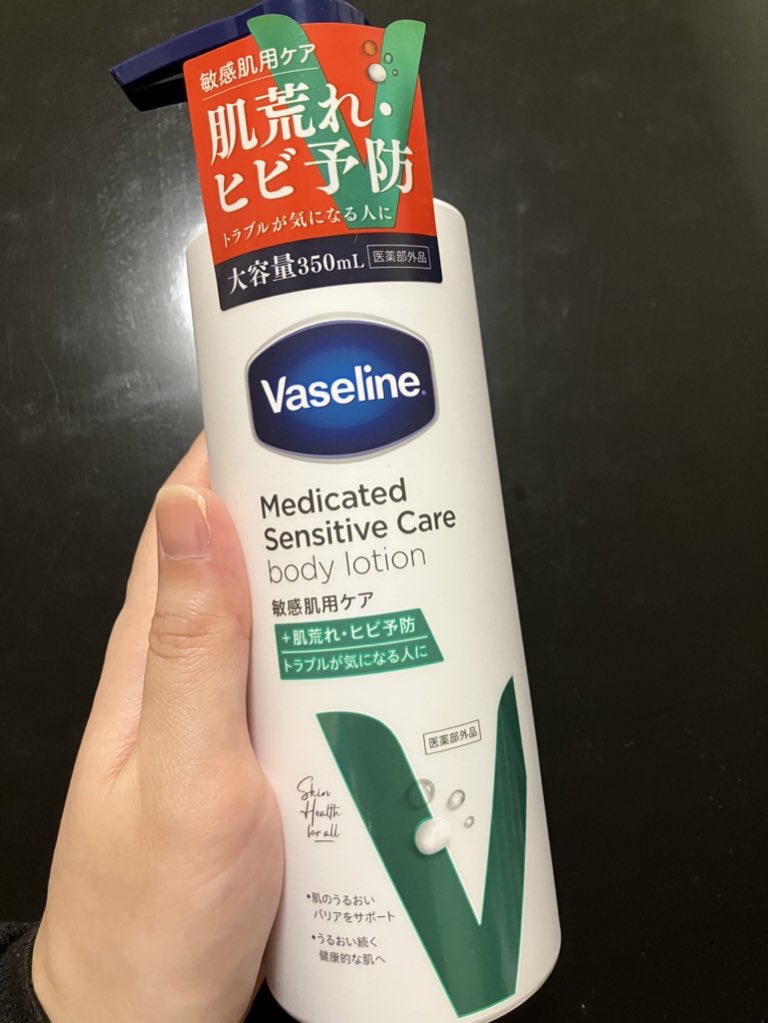 敏感肌用ケア
肌荒れ・
ヒビ予防
トラブルが気になる人に
大容量350mL 医薬部外品
Vaseline®
Medicated
Sensitive Care
body lotion
敏感肌用ケア
+肌荒れ・ヒビ予防
トラブルが気になる人に
医薬部外品
Skin
Health
for all
•肌のうるおい
バリアをサポート
•うるおい続く
健康的な肌へ